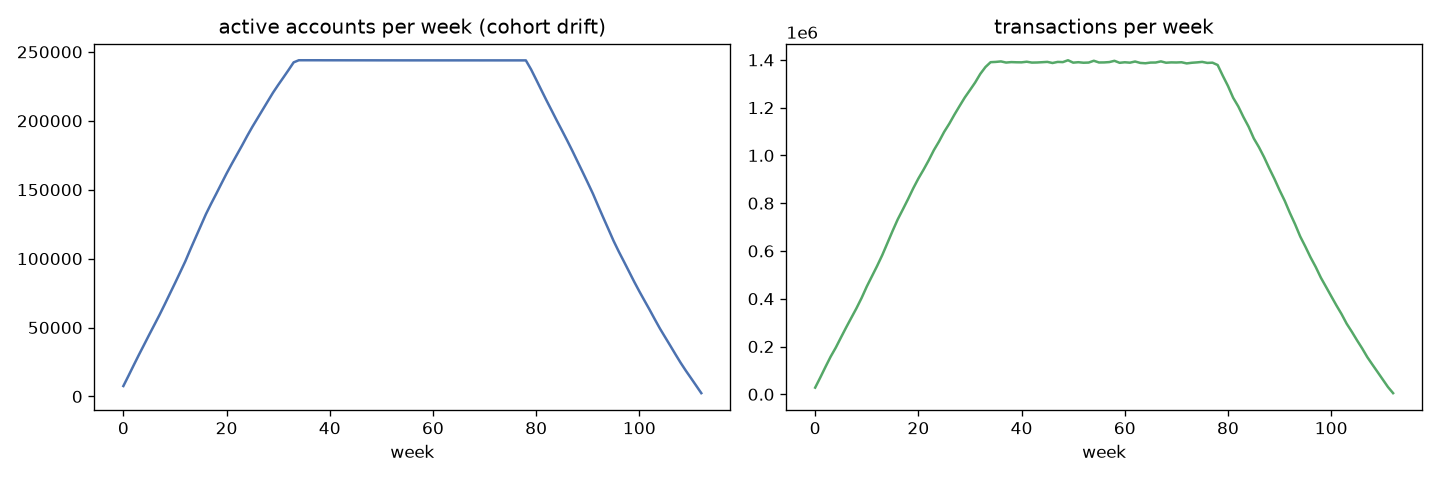 active accounts per week (cohort drift)
250000
200000
150000
100000
50000
0
0 20 40 60 80 100
week
transactions per week
1e6
1.4
1.2
1.0
0.8
0.6
0.4
0.2
0.0
0 20 40 60 80 100
week